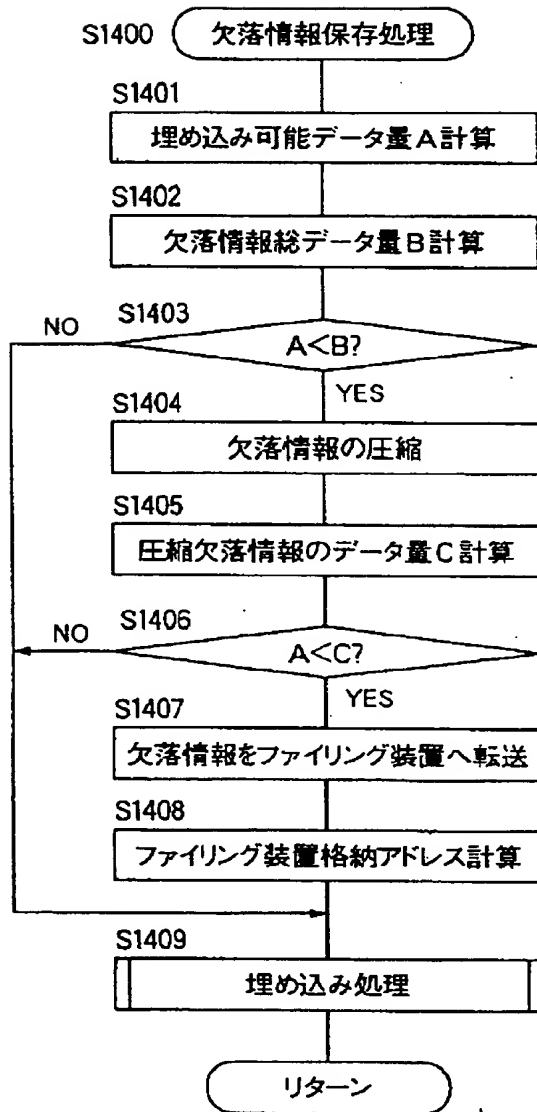 S1400 欠落情報保存処理
S1401
埋め込み可能データ量A計算
S1402
欠落情報総データ量B計算
S1403
NO
A<B?
YES
S1404
欠落情報の圧縮
S1405
圧縮欠落情報のデータ量C計算
S1406
NO
A<C?
YES
S1407
欠落情報をファイリング装置へ転送
S1408
ファイリング装置格納アドレス計算
S1409
埋め込み処理
リターン